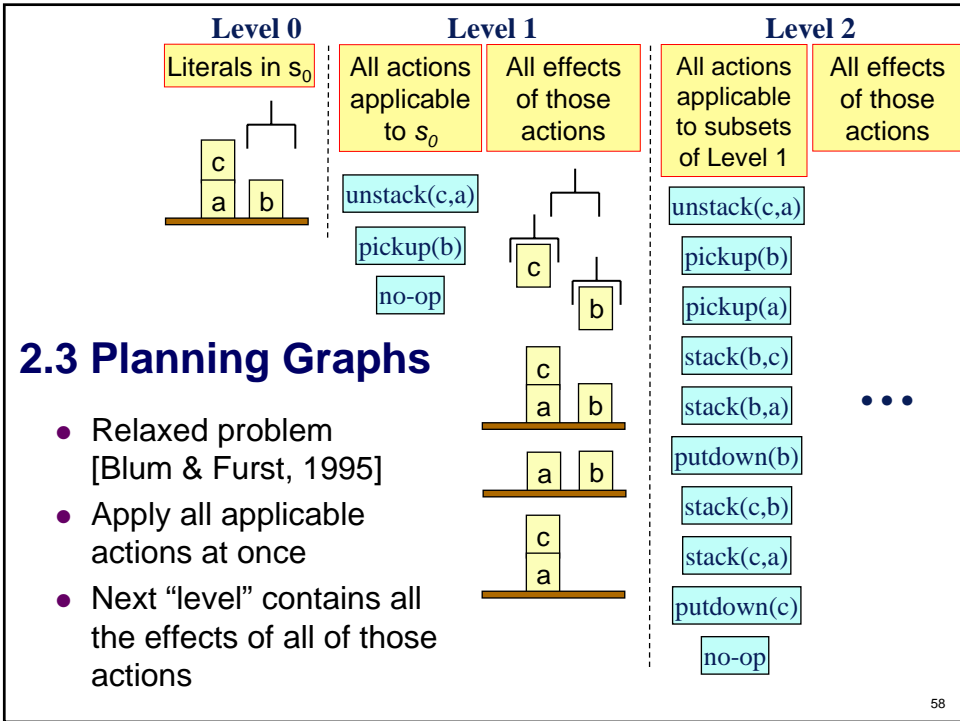 Level 0
Level 1
Level 2
Literals in s0
All actions
applicable
to s0
All effects
of those
actions
All actions
applicable
to subsets
of Level 1
All effects
of those
actions
c
a
b
unstack(c,a)
pickup(b)
no-op
c
b
c
a
b
a
b
c
a
unstack(c,a)
pickup(b)
pickup(a)
stack(b,c)
stack(b,a)
putdown(b)
stack(c,b)
stack(c,a)
putdown(c)
no-op
•••
2.3 Planning Graphs
● Relaxed problem
[Blum & Furst, 1995]
● Apply all applicable
actions at once
● Next “level” contains all
the effects of all of those
actions
58